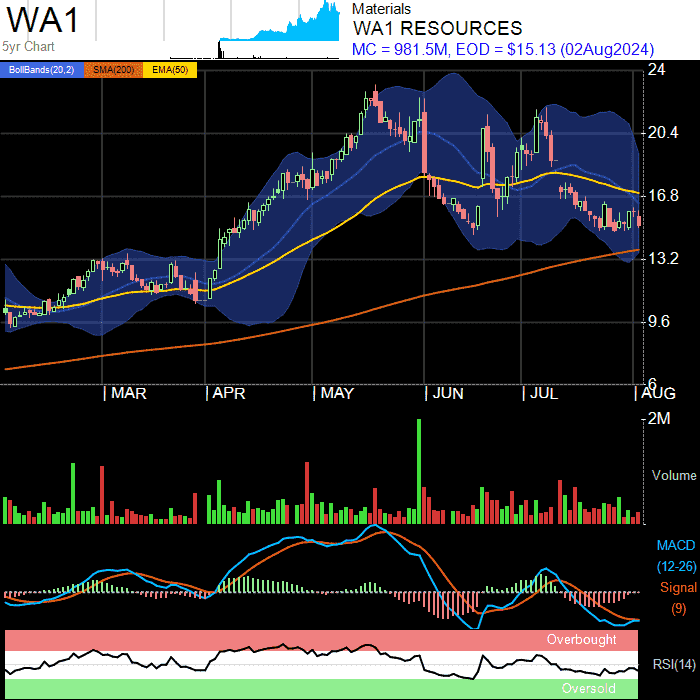 WA1
5yr Chart
Materials
WA1 RESOURCES
MC = 981.5M, EOD = $15.13 (02Aug2024)
BollBands(20,2) SMA(200) EMA(50)
24
20.4
16.8
13.2
9.6
6
MAR APR MAY JUN JUL AUG
2M
Volume
MACD
(12-26)
Signal
(9)
Overbought
RSI(14)
Oversold